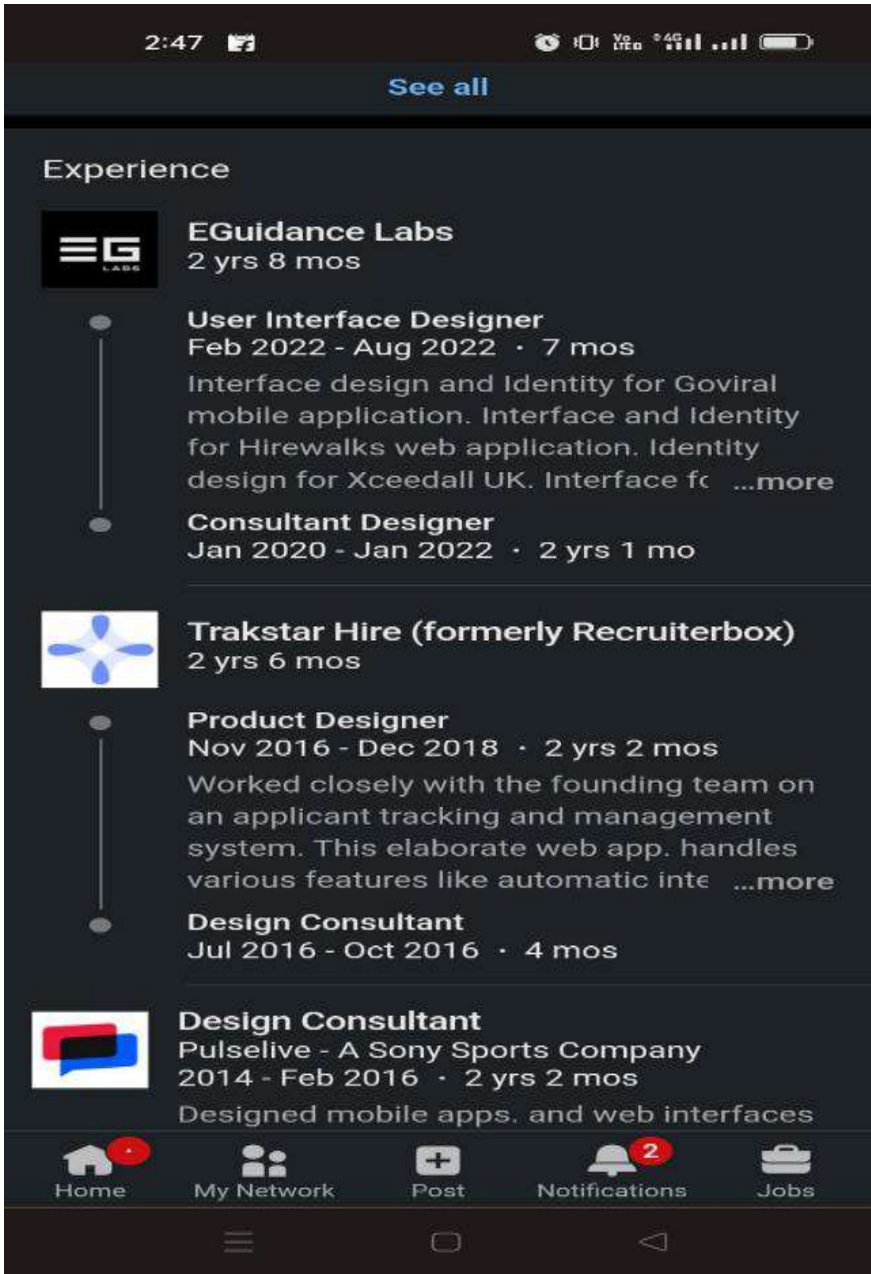 2:47
Vo LTE 4G
See all
Experience
EG
LABS
EGuidance Labs
2 yrs 8 mos
User Interface Designer
Feb 2022 - Aug 2022 · 7 mos
Interface design and Identity for Goviral
mobile application. Interface and Identity
for Hirewalks web application. Identity
design for Xceedall UK. Interface fo ...more
Consultant Designer
Jan 2020 - Jan 2022 · 2 yrs 1 mo
Trakstar Hire (formerly Recruiterbox)
2 yrs 6 mos
Product Designer
Nov 2016 - Dec 2018 · 2 yrs 2 mos
Worked closely with the founding team on
an applicant tracking and management
system. This elaborate web app. handles
various features like automatic inte ...more
Design Consultant
Jul 2016 - Oct 2016 · 4 mos
Design Consultant
Pulselive - A Sony Sports Company
2014 - Feb 2016 · 2 yrs 2 mos
Designed mobile apps. and web interfaces
2
Home My Network Post Notifications Jobs